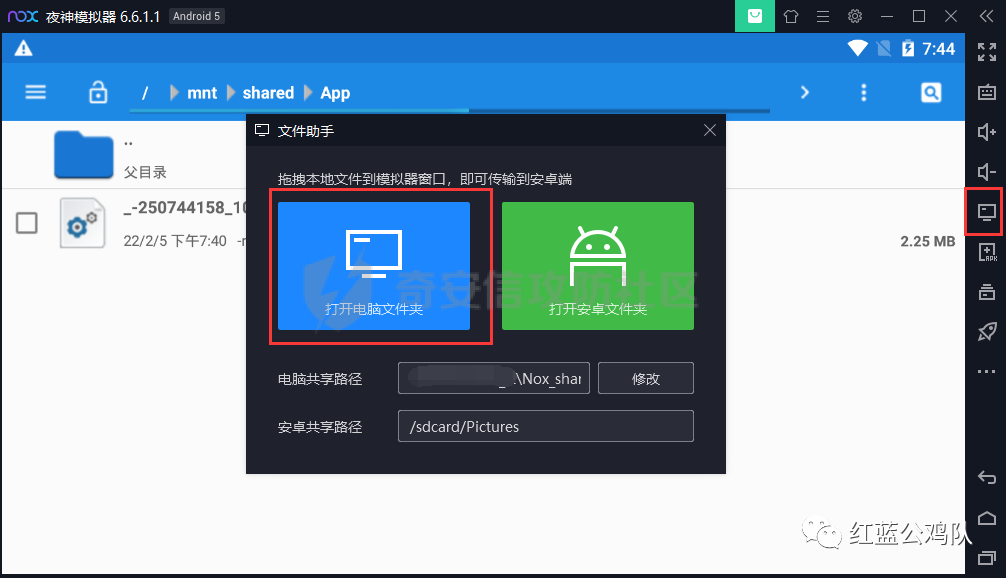 nox 夜神模拟器 6.6.1.1 Android 5
7:44
/ mnt shared App
..
父目录
_-250744158_10
22/2/5 下午7:40
2.25 MB
文件助手
拖拽本地文件到模拟器窗口，即可传输到安卓端
打开电脑文件夹
打开安卓文件夹
奇安信攻防社区
电脑共享路径
\Nox_shar
修改
安卓共享路径
/sdcard/Pictures
APK
红蓝公鸡队